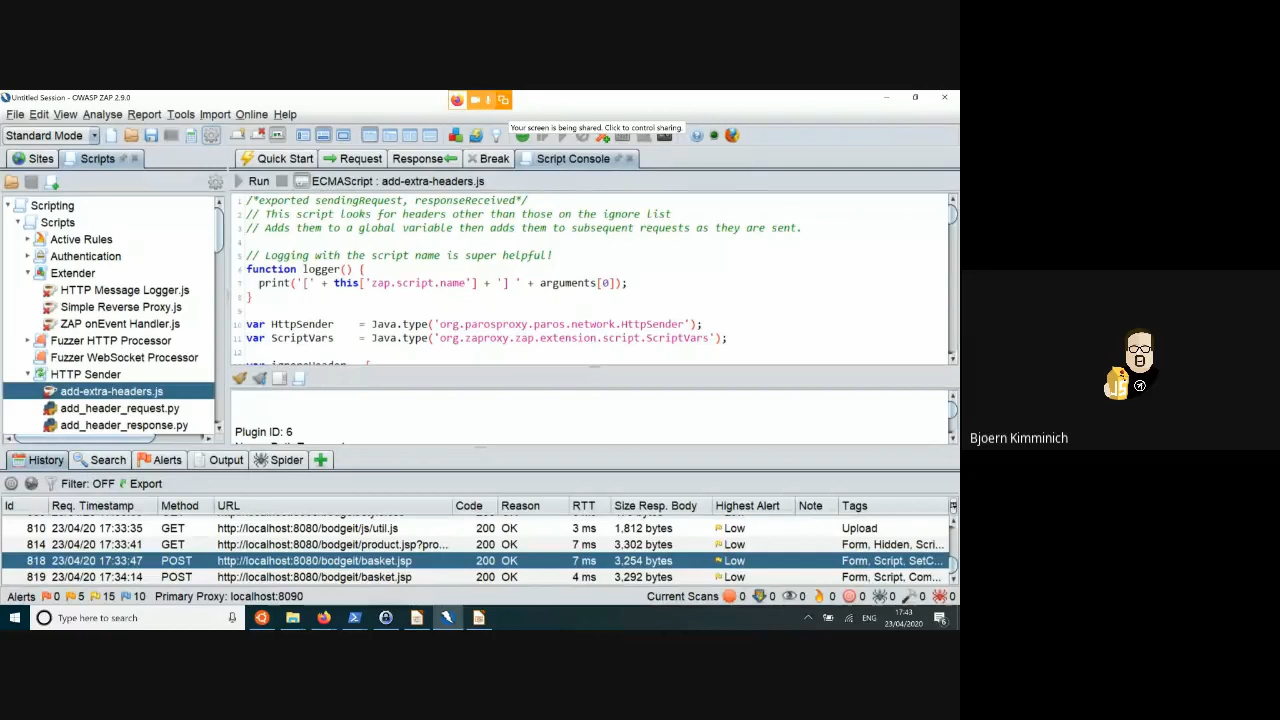 Untitled Session - OWASP ZAP 2.9.0
File Edit View Analyse Report Tools Import Online Help
Your screen is being shared. Click to control sharing.
Standard Mode
Sites Scripts
Quick Start Request Response Break Script Console
Run ECMAScript : add-extra-headers.js
Scripting
Scripts
Active Rules
Authentication
Extender
HTTP Message Logger.js
Simple Reverse Proxy.js
ZAP onEvent Handler.js
Fuzzer HTTP Processor
Fuzzer WebSocket Processor
HTTP Sender
add-extra-headers.js
add_header_request.py
add_header_response.py
1 /*exported sendingRequest, responseReceived*/
2 // This script looks for headers other than those on the ignore list
3 // Adds them to a global variable then adds them to subsequent requests as they are sent.
4
5 // Logging with the script name is super helpful!
6 function logger() {
7 print('[' + this['zap.script.name'] + '] ' + arguments[0]);
8 }
9
10 var HttpSender = Java.type('org.parosproxy.paros.network.HttpSender');
11 var ScriptVars = Java.type('org.zaproxy.zap.extension.script.ScriptVars');
12
Plugin ID: 6
History Search Alerts Output Spider
Filter: OFF Export
Id Req. Timestamp Method URL Code Reason RTT Size Resp. Body Highest Alert Note Tags
810 23/04/20 17:33:35 GET http://localhost:8080/bodgeit/js/util.js 200 OK 3 ms 1,812 bytes Low Upload
814 23/04/20 17:33:41 GET http://localhost:8080/bodgeit/product.jsp?pro... 200 OK 7 ms 3,302 bytes Low Form, Hidden, Scri...
818 23/04/20 17:33:47 POST http://localhost:8080/bodgeit/basket.jsp 200 OK 7 ms 3,254 bytes Low Form, Script, SetC...
819 23/04/20 17:34:14 POST http://localhost:8080/bodgeit/basket.jsp 200 OK 4 ms 3,292 bytes Low Form, Script, Com...
Alerts 0 5 15 10 Primary Proxy: localhost:8090 Current Scans 0 0 0 0 0 0 0 0
Type here to search
ENG
17:43
23/04/2020
JS
Bjoern Kimminich